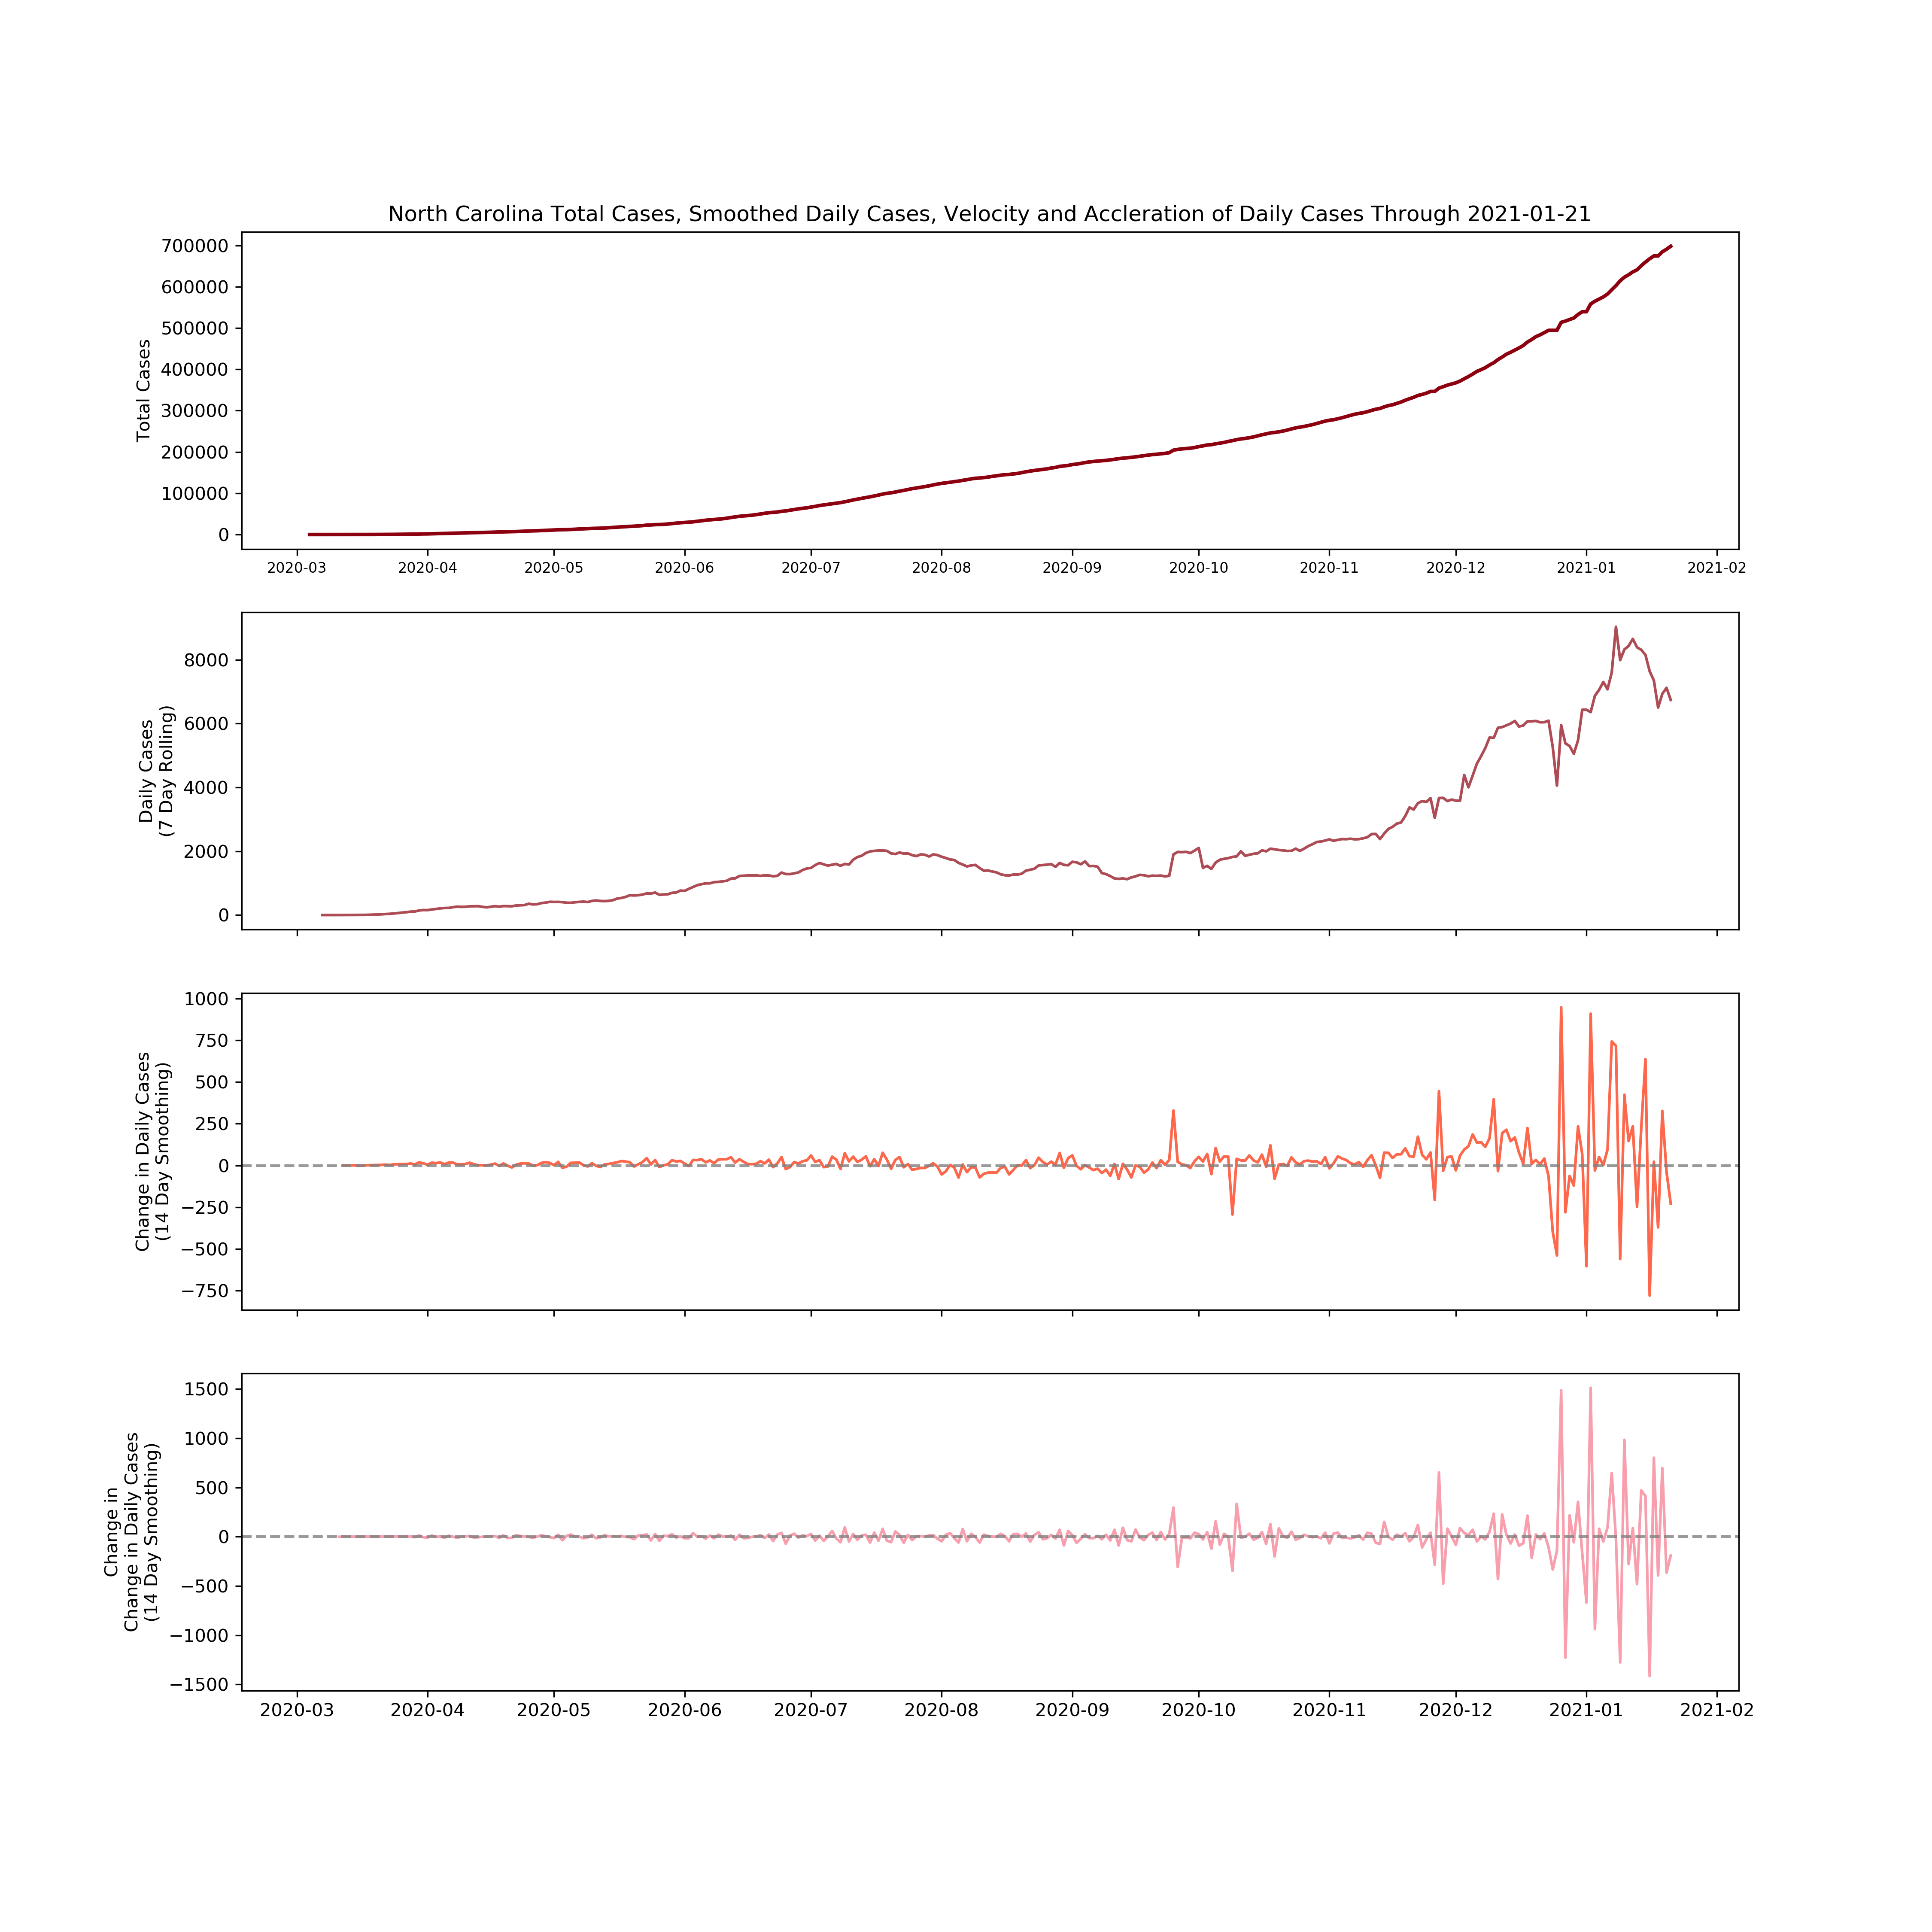 North Carolina Total Cases, Smoothed Daily Cases, Velocity and Accleration of Daily Cases Through 2021-01-21
Total Cases
700000
600000
500000
400000
300000
200000
100000
0
2020-03 2020-04 2020-05 2020-06 2020-07 2020-08 2020-09 2020-10 2020-11 2020-12 2021-01 2021-02
Daily Cases
(7 Day Rolling)
8000
6000
4000
2000
0
Change in Daily Cases
(14 Day Smoothing)
1000
750
500
250
0
−250
−500
−750
Change in
Change in Daily Cases
(14 Day Smoothing)
1500
1000
500
0
−500
−1000
−1500
2020-03 2020-04 2020-05 2020-06 2020-07 2020-08 2020-09 2020-10 2020-11 2020-12 2021-01 2021-02